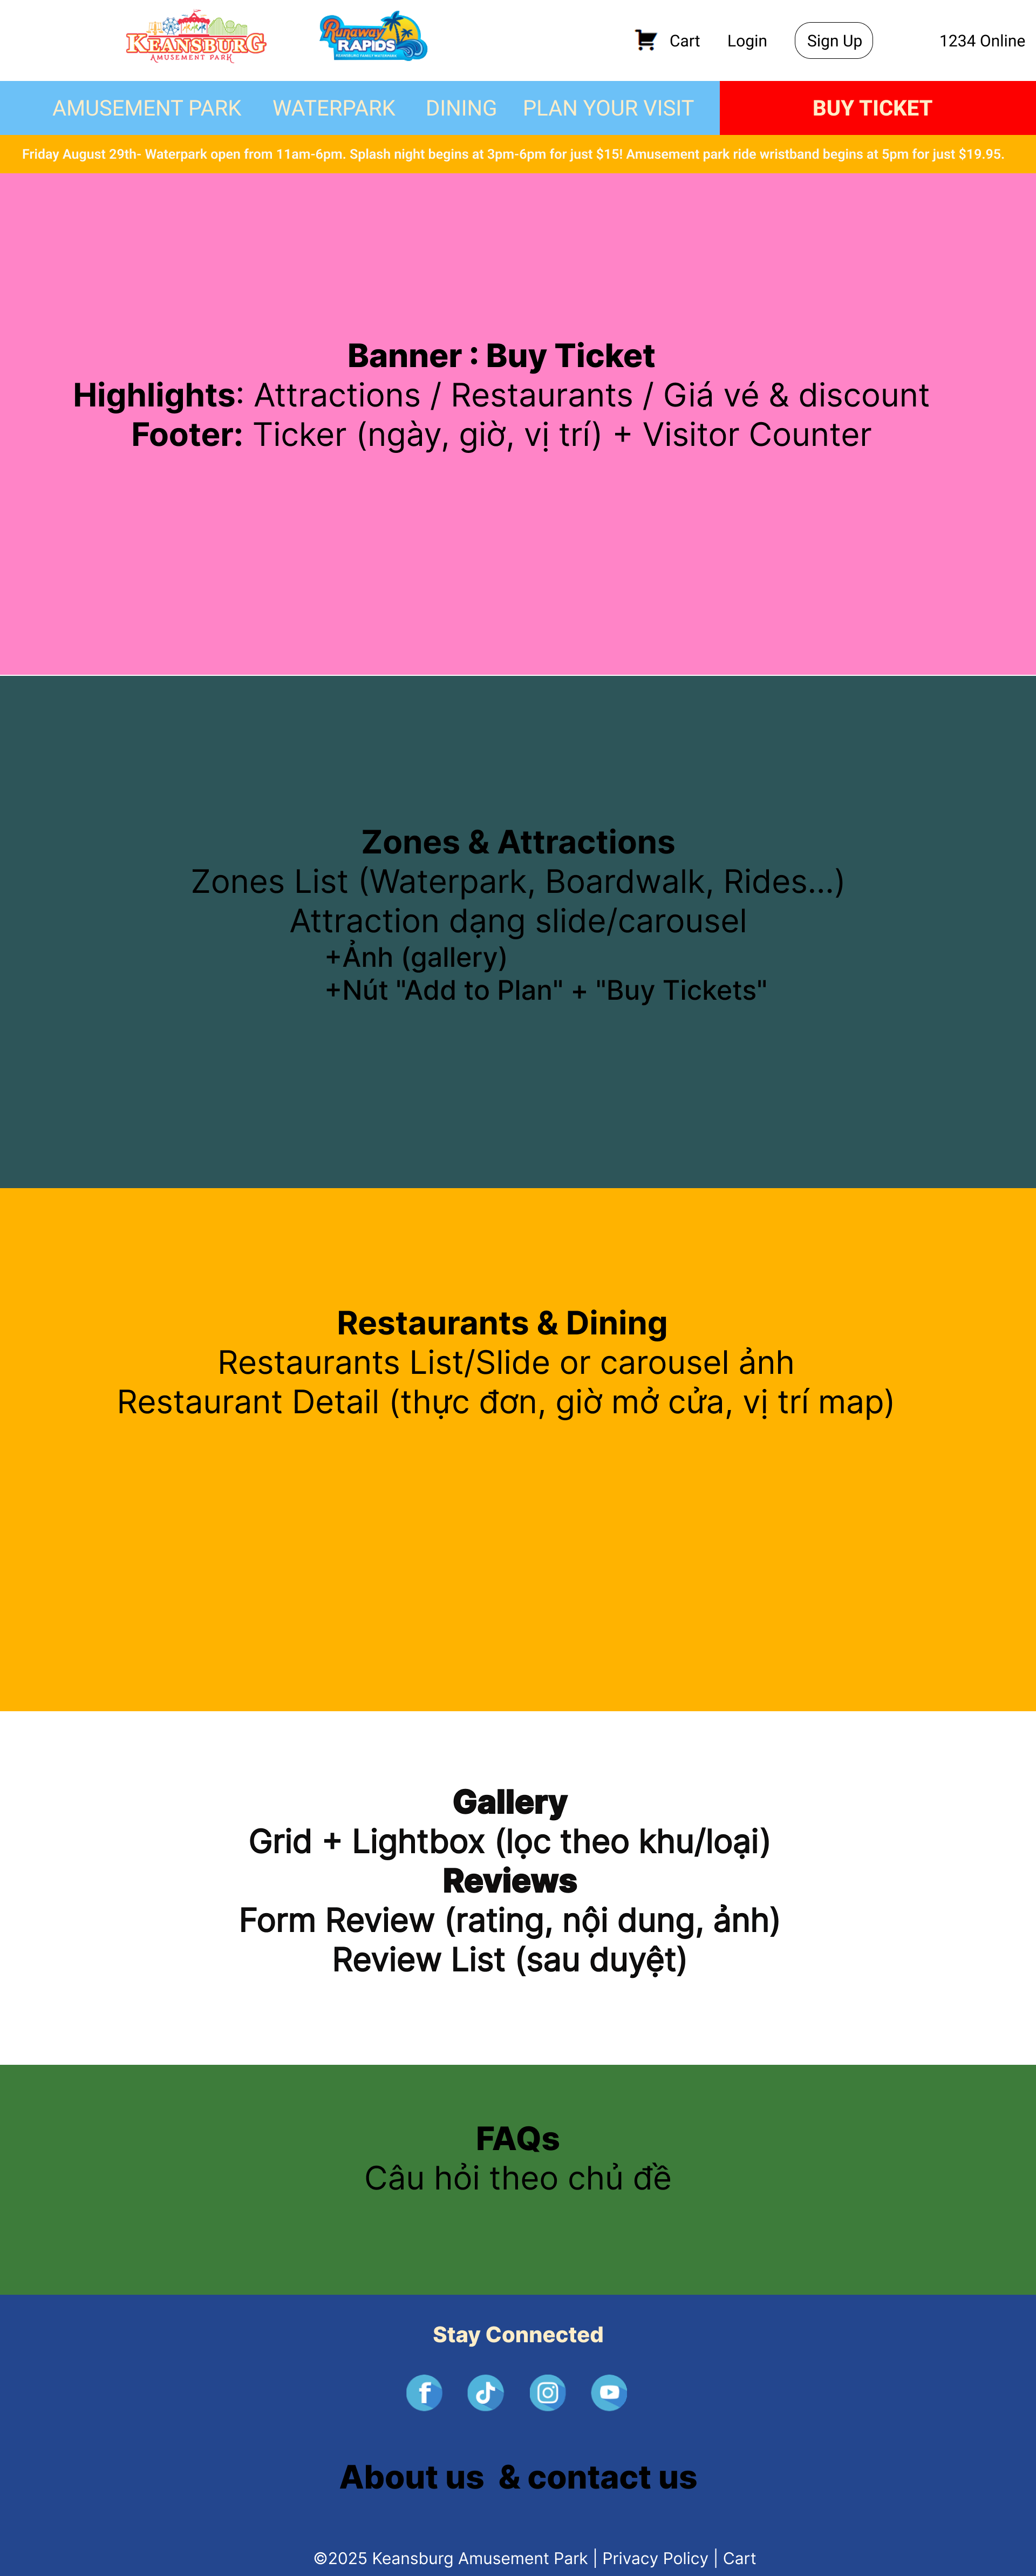 KEANSBURG
AMUSEMENT PARK
Runaway
RAPIDS
KEANSBURG FAMILY WATERPARK
Cart
Login
Sign Up
1234 Online
AMUSEMENT PARK
WATERPARK
DINING
PLAN YOUR VISIT
BUY TICKET
Friday August 29th- Waterpark open from 11am-6pm. Splash night begins at 3pm-6pm for just $15! Amusement park ride wristband begins at 5pm for just $19.95.
Banner : Buy Ticket
Highlights: Attractions / Restaurants / Giá vé & discount
Footer: Ticker (ngày, giờ, vị trí) + Visitor Counter
Zones & Attractions
Zones List (Waterpark, Boardwalk, Rides...)
Attraction dạng slide/carousel
+Ảnh (gallery)
+Nút "Add to Plan" + "Buy Tickets"
Restaurants & Dining
Restaurants List/Slide or carousel ảnh
Restaurant Detail (thực đơn, giờ mở cửa, vị trí map)
Gallery
Grid + Lightbox (lọc theo khu/loại)
Reviews
Form Review (rating, nội dung, ảnh)
Review List (sau duyệt)
FAQs
Câu hỏi theo chủ đề
Stay Connected
About us & contact us
©2025 Keansburg Amusement Park | Privacy Policy | Cart